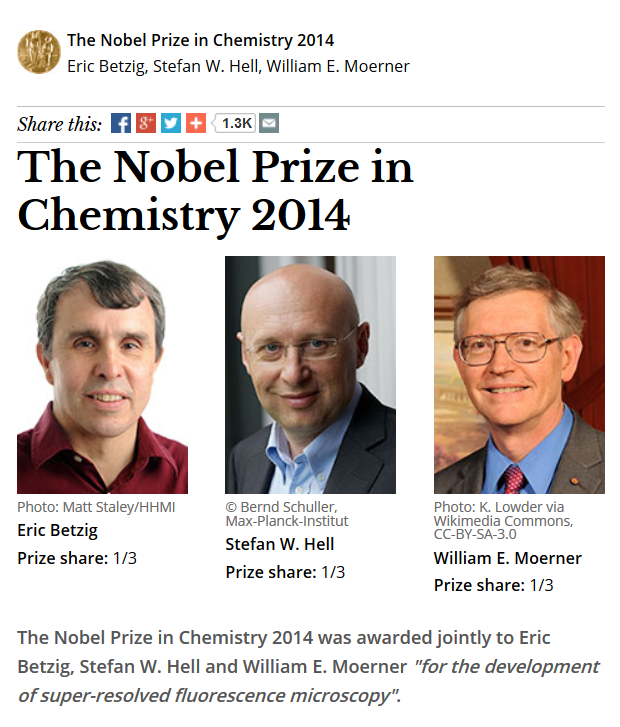 The Nobel Prize in Chemistry 2014
Eric Betzig, Stefan W. Hell, William E. Moerner
Share this: 1.3K
The Nobel Prize in
Chemistry 2014
Photo: Matt Staley/HHMI
Eric Betzig
Prize share: 1/3
© Bernd Schuller,
Max-Planck-Institut
Stefan W. Hell
Prize share: 1/3
Photo: K. Lowder via
Wikimedia Commons,
CC-BY-SA-3.0
William E. Moerner
Prize share: 1/3
The Nobel Prize in Chemistry 2014 was awarded jointly to Eric
Betzig, Stefan W. Hell and William E. Moerner "for the development
of super-resolved fluorescence microscopy".